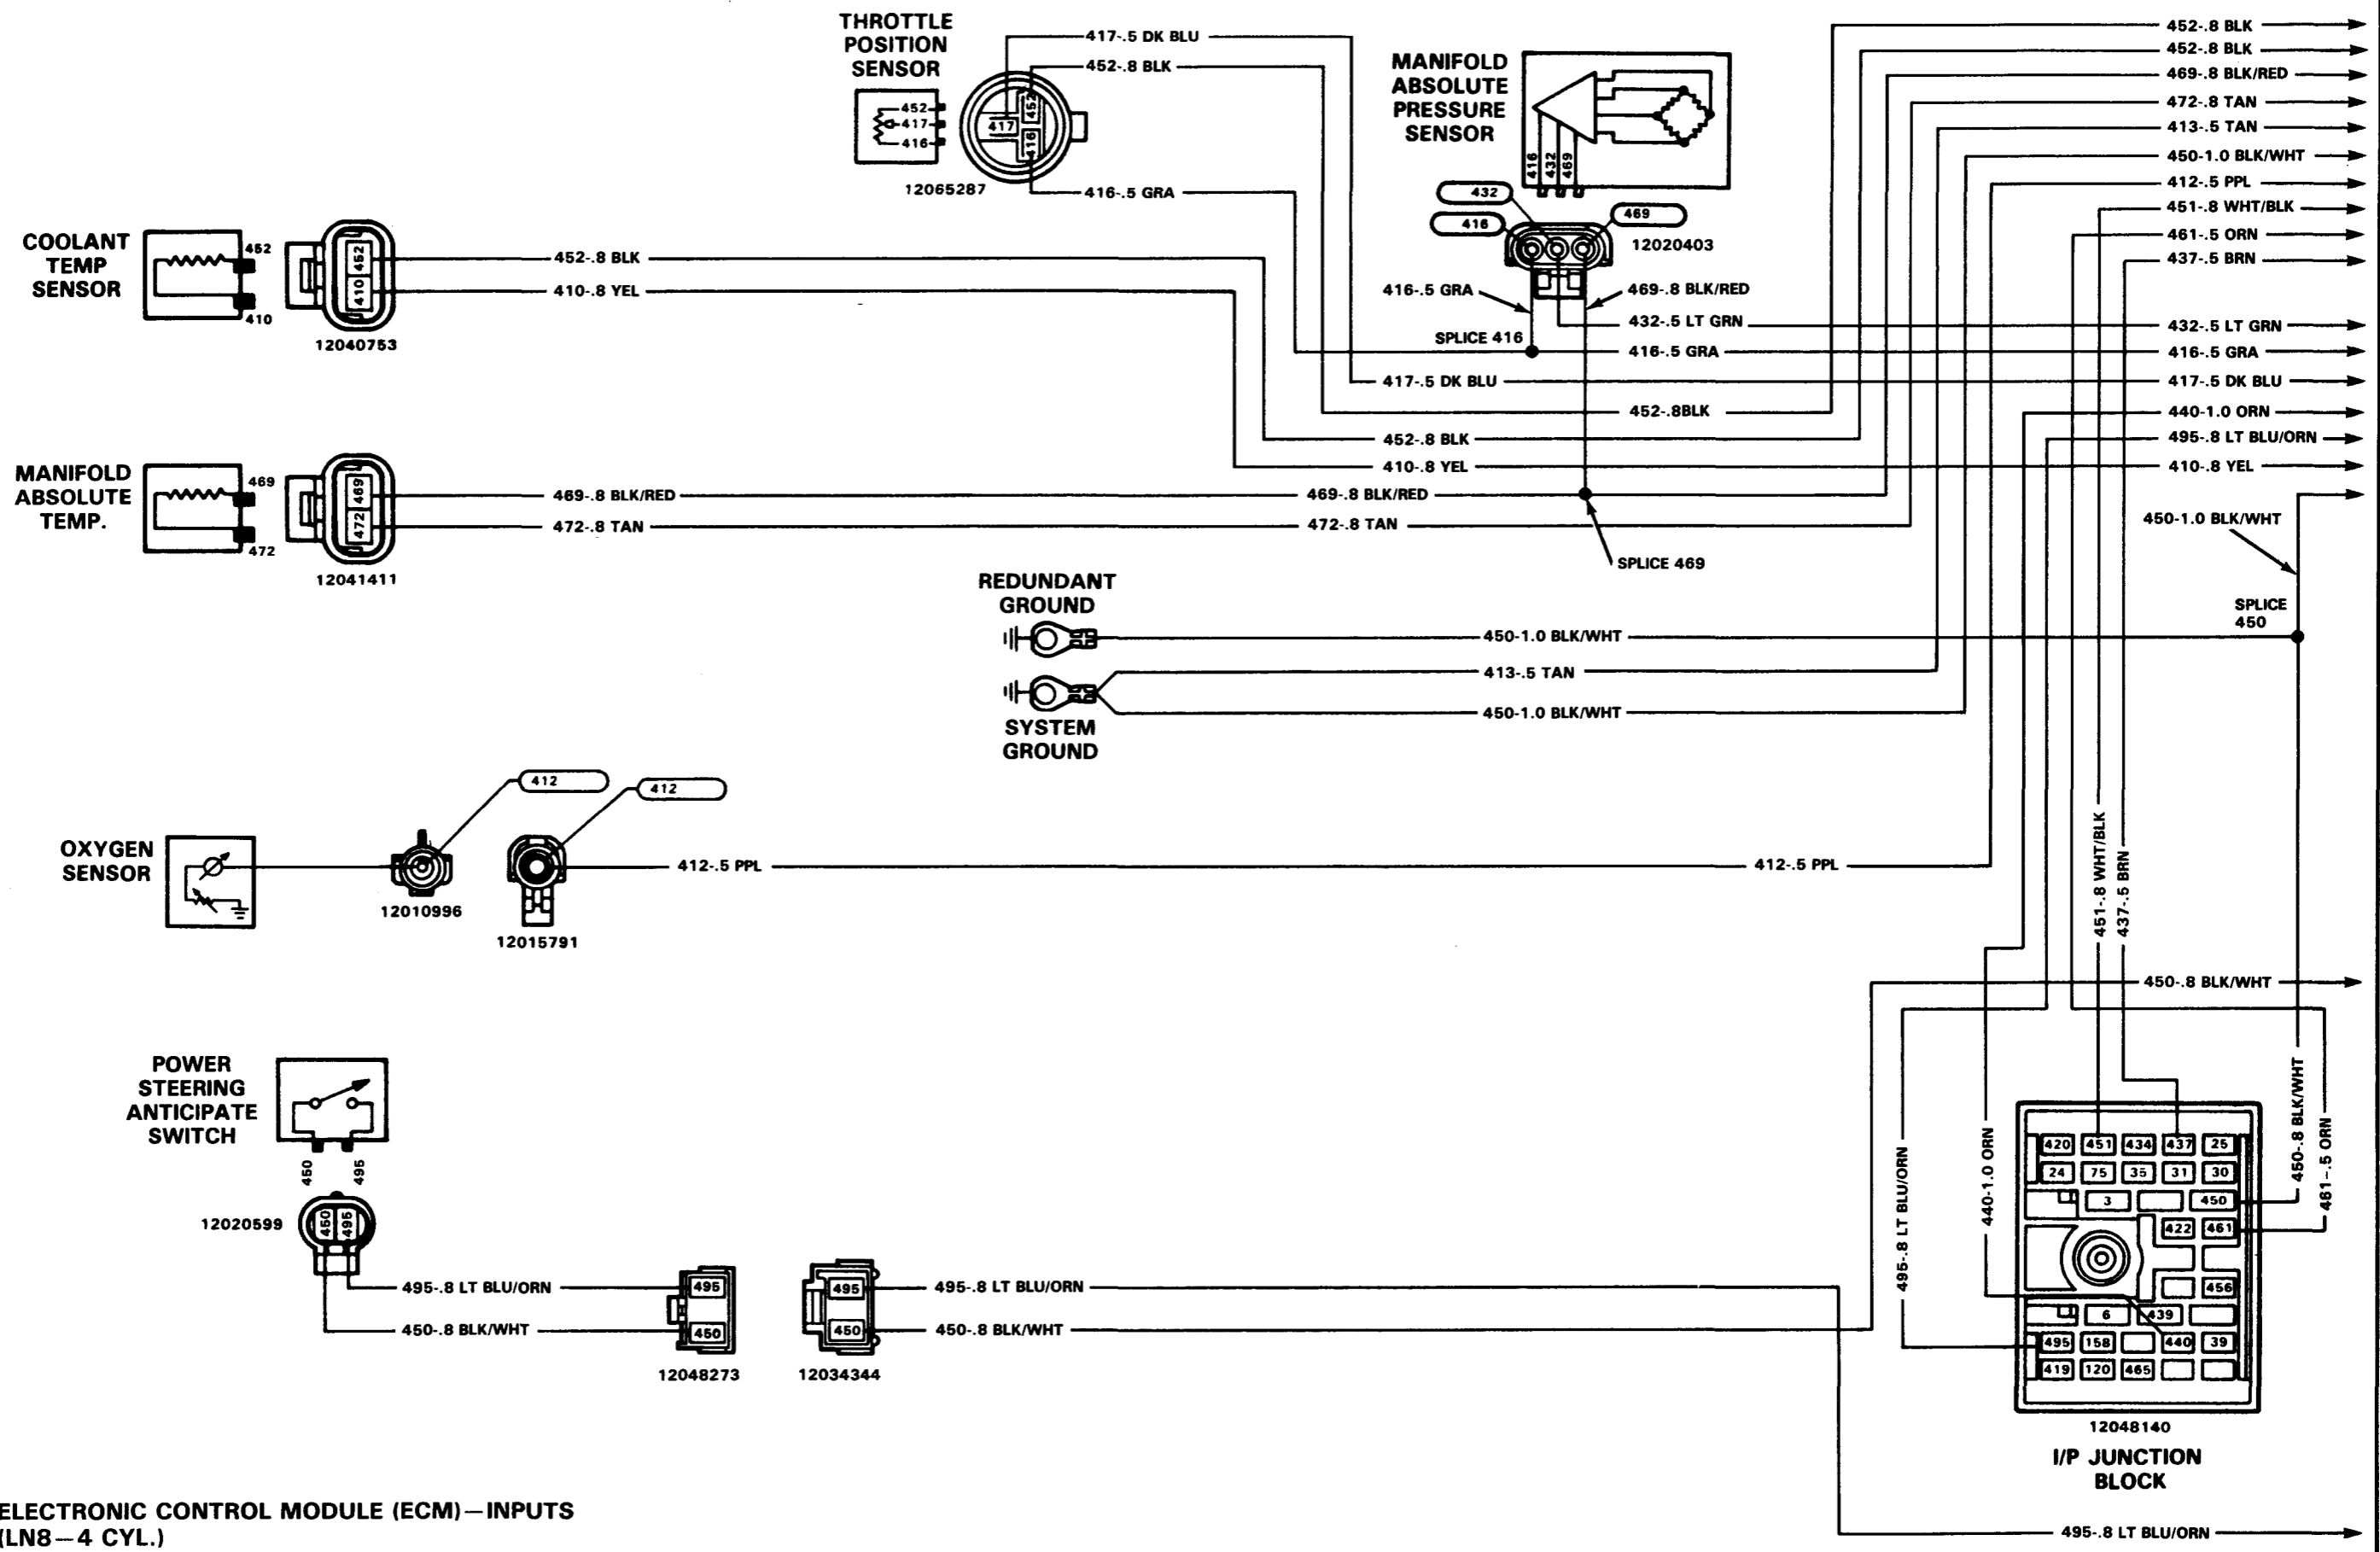 THROTTLE
POSITION
SENSOR
417-.5 DK BLU
452-.8 BLK
452
417
416
417
452
416
12065287
416-.5 GRA
MANIFOLD
ABSOLUTE
PRESSURE
SENSOR
416
432
469
432
416
469
12020403
416-.5 GRA
469-.8 BLK/RED
432-.5 LT GRN
SPLICE 416
416-.5 GRA
417-.5 DK BLU
452-.8BLK
452-.8 BLK
410-.8 YEL
469-.8 BLK/RED
472-.8 TAN
SPLICE 469
452-.8 BLK
452-.8 BLK
469-.8 BLK/RED
472-.8 TAN
413-.5 TAN
450-1.0 BLK/WHT
412-.5 PPL
451-.8 WHT/BLK
461-.5 ORN
437-.5 BRN
432-.5 LT GRN
416-.5 GRA
417-.5 DK BLU
440-1.0 ORN
495-.8 LT BLU/ORN
410-.8 YEL
450-1.0 BLK/WHT
SPLICE
450
COOLANT
TEMP
SENSOR
452
410
452
410
12040753
452-.8 BLK
410-.8 YEL
MANIFOLD
ABSOLUTE
TEMP.
469
472
469
472
12041411
469-.8 BLK/RED
472-.8 TAN
REDUNDANT
GROUND
450-1.0 BLK/WHT
413-.5 TAN
450-1.0 BLK/WHT
SYSTEM
GROUND
OXYGEN
SENSOR
412
412
12010996
12015791
412-.5 PPL
412-.5 PPL
451-.8 WHT/BLK
437-.5 BRN
450-.8 BLK/WHT
POWER
STEERING
ANTICIPATE
SWITCH
450
495
12020599
450
495
495-.8 LT BLU/ORN
450-.8 BLK/WHT
495
450
12048273
495
450
12034344
495-.8 LT BLU/ORN
450-.8 BLK/WHT
495-.8 LT BLU/ORN
440-1.0 ORN
450-.8 BLK/WHT
461-.5 ORN
420 451 434 437 25
24 75 35 31 30
3 450
422 461
456
6 439
495 158 440 39
419 120 465
12048140
I/P JUNCTION
BLOCK
495-.8 LT BLU/ORN
ELECTRONIC CONTROL MODULE (ECM)—INPUTS
(LN8—4 CYL.)